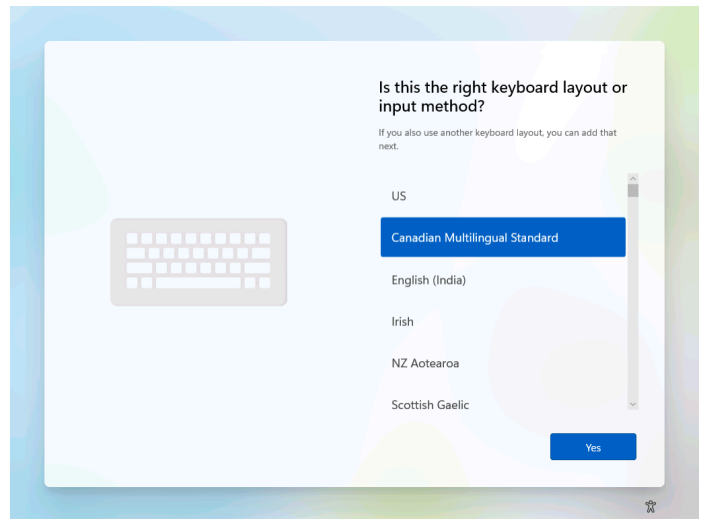 Is this the right keyboard layout or
input method?
If you also use another keyboard layout, you can add that
next.
US
Canadian Multilingual Standard
English (India)
Irish
NZ Aotearoa
Scottish Gaelic
Yes